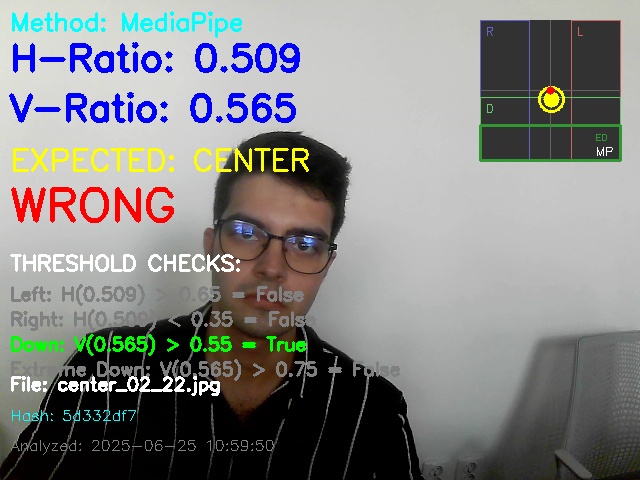 Method: MediaPipe
H-Ratio: 0.509
V-Ratio: 0.565
EXPECTED: CENTER
WRONG
THRESHOLD CHECKS:
Left: H(0.509) > 0.65 = False
Right: H(0.509) < 0.35 = False
Down: V(0.565) > 0.55 = True
Extreme Down: V(0.565) > 0.75 = False
File: center_02_22.jpg
Hash: 5d332df7
Analyzed: 2025-06-25 10:59:50
R L
D
ED
MP